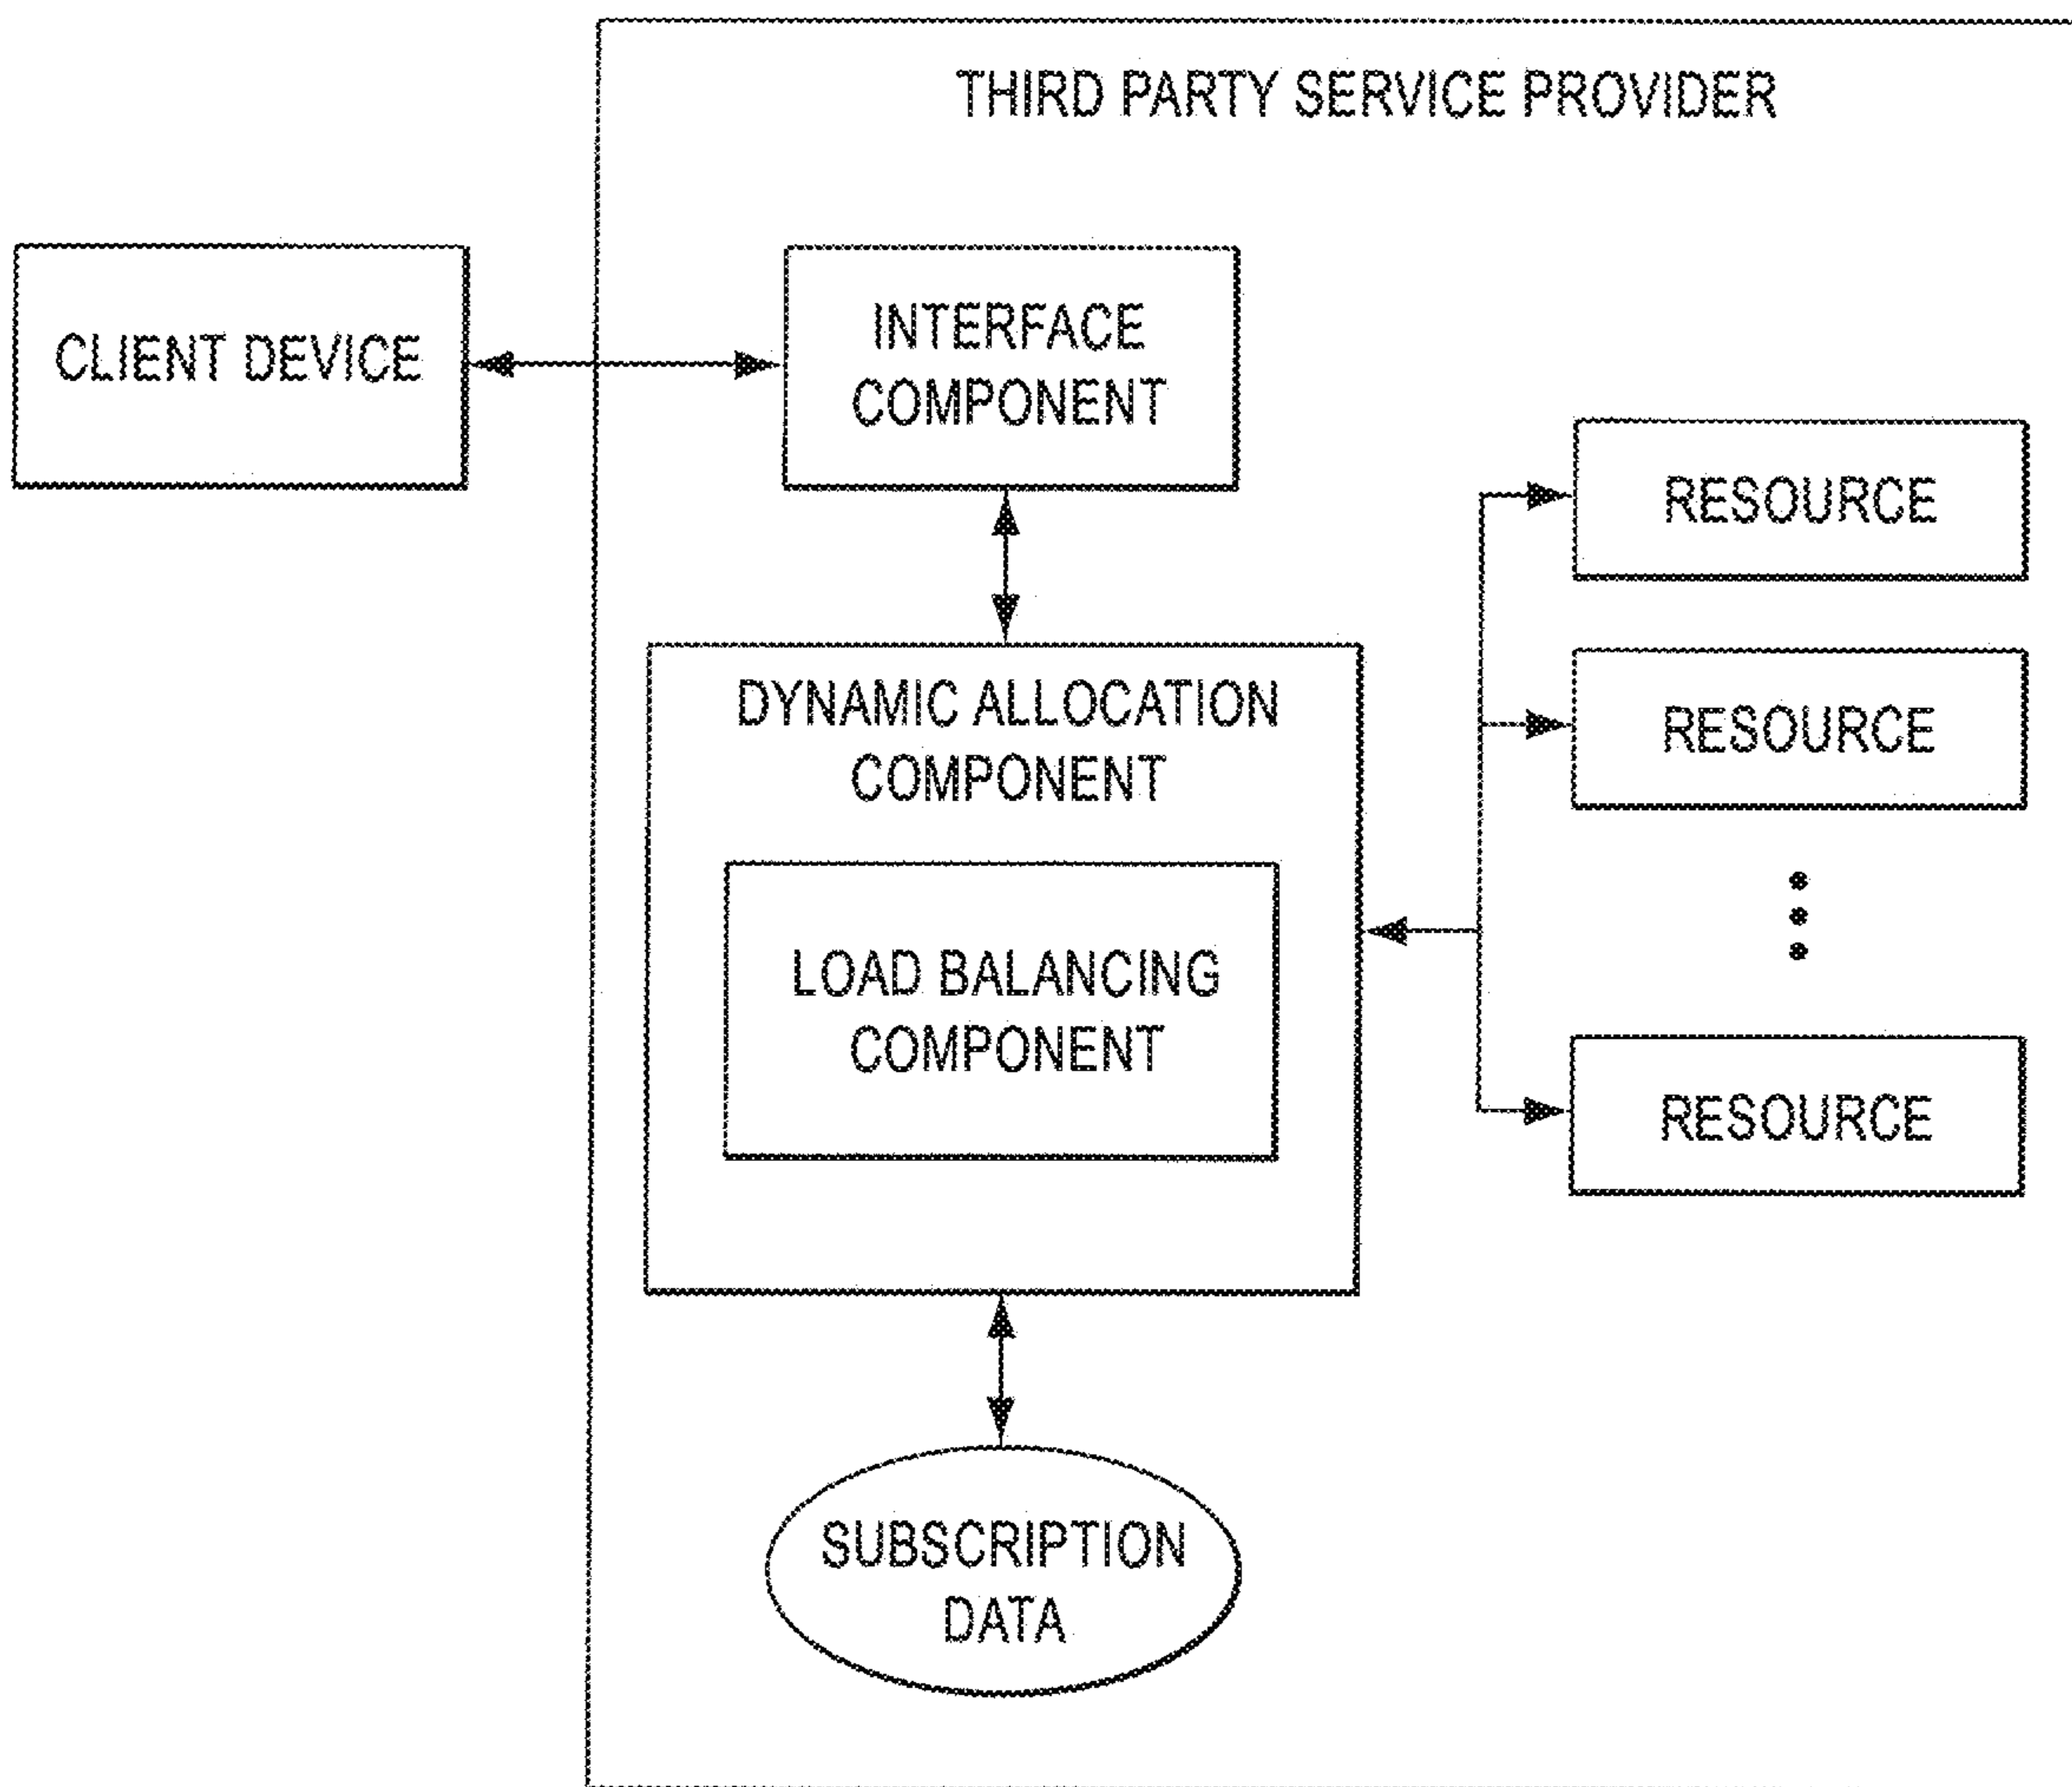 THIRD PARTY SERVICE PROVIDER
CLIENT DEVICE
INTERFACE
COMPONENT
RESOURCE
DYNAMIC ALLOCATION
COMPONENT
RESOURCE
LOAD BALANCING
COMPONENT
RESOURCE
SUBSCRIPTION
DATA